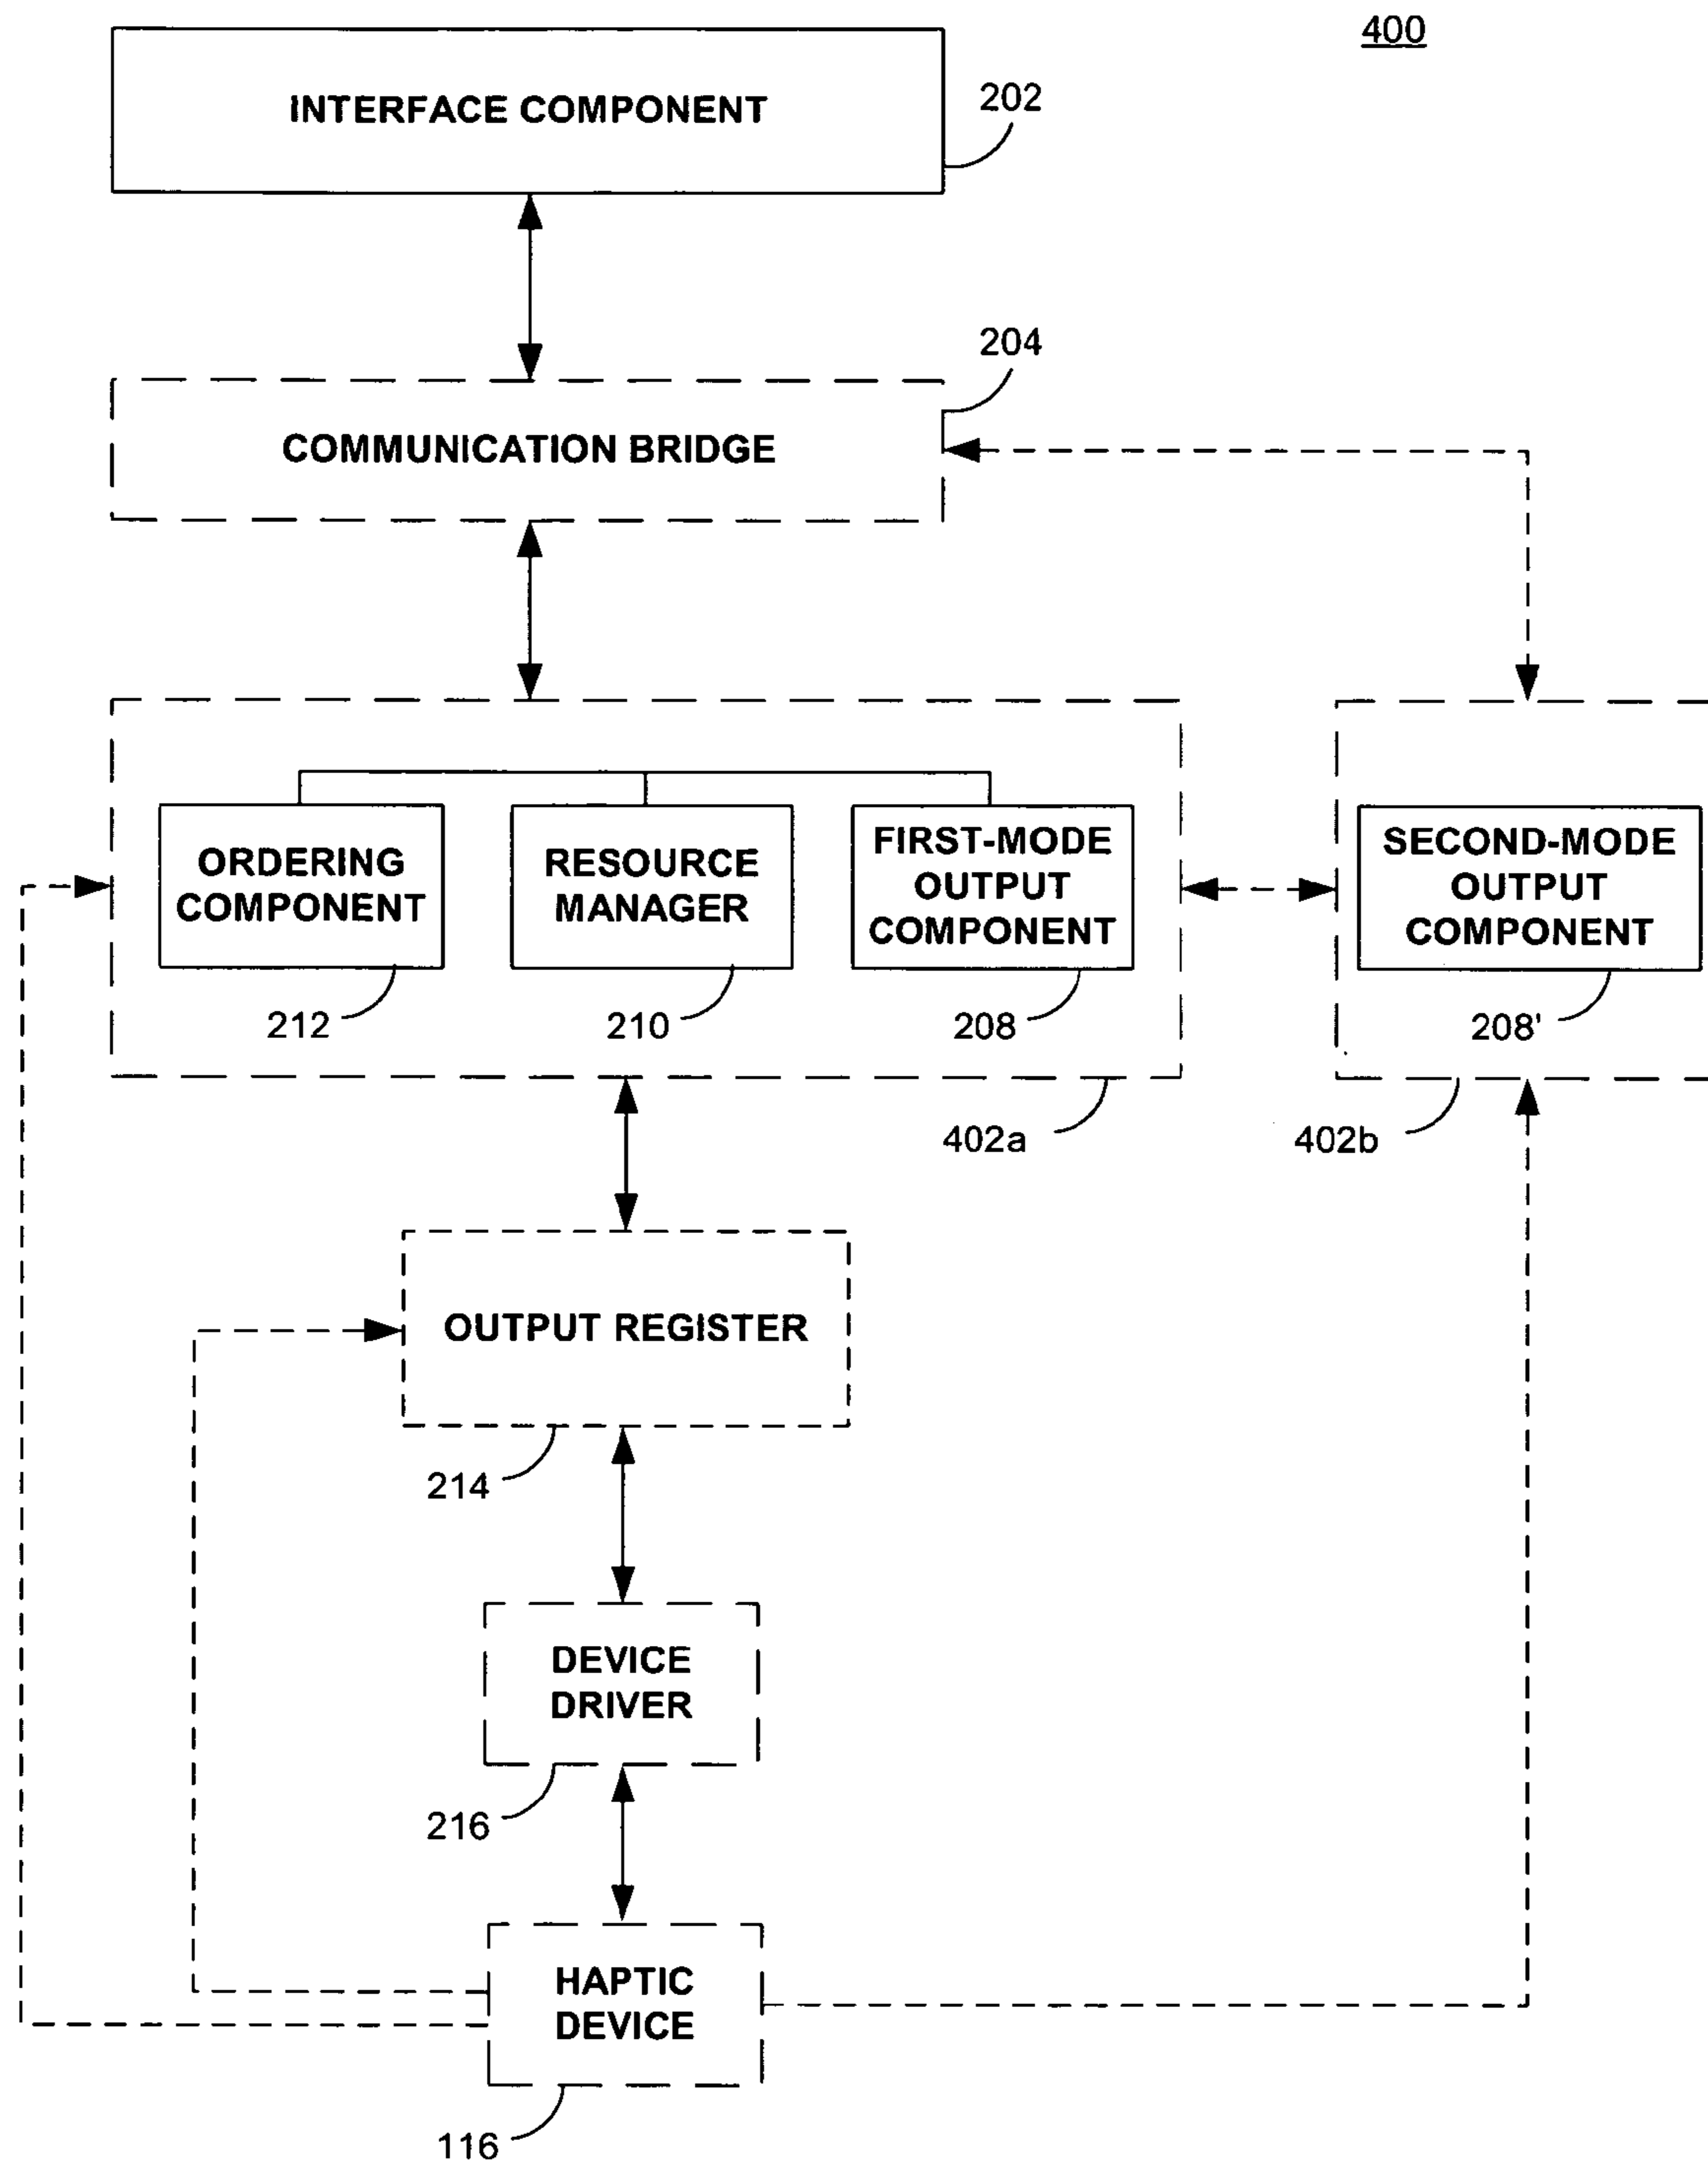 400
INTERFACE COMPONENT
202
204
COMMUNICATION BRIDGE
ORDERING
COMPONENT
212
RESOURCE
MANAGER
210
FIRST-MODE
OUTPUT
COMPONENT
208
SECOND-MODE
OUTPUT
COMPONENT
208'
402a
402b
OUTPUT REGISTER
214
DEVICE
DRIVER
216
HAPTIC
DEVICE
116